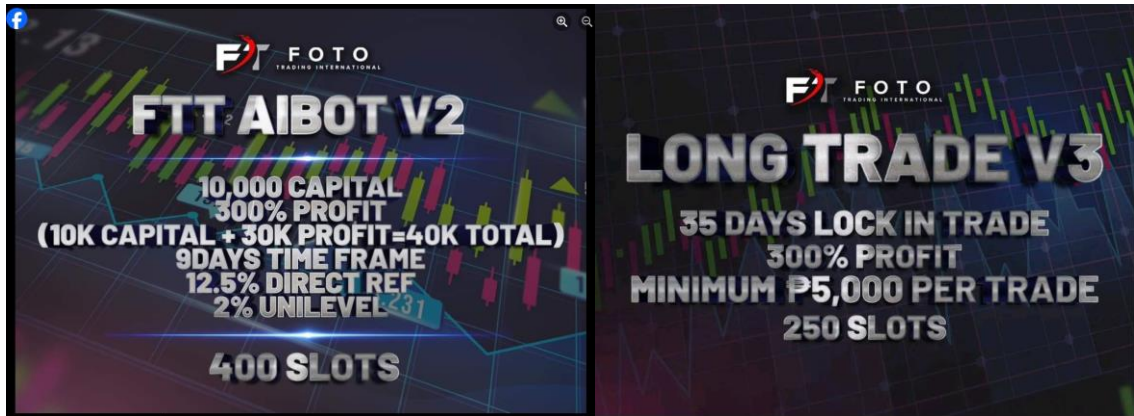 FT FOTO
TRADING INTERNATIONAL
FTT AIBOT V2
10,000 CAPITAL
300% PROFIT
(10K CAPITAL + 30K PROFIT=40K TOTAL)
9DAYS TIME FRAME
12.5% DIRECT REF
2% UNILEVEL
400 SLOTS
FT FOTO
TRADING INTERNATIONAL
LONG TRADE V3
35 DAYS LOCK IN TRADE
300% PROFIT
MINIMUM ₱5,000 PER TRADE
250 SLOTS